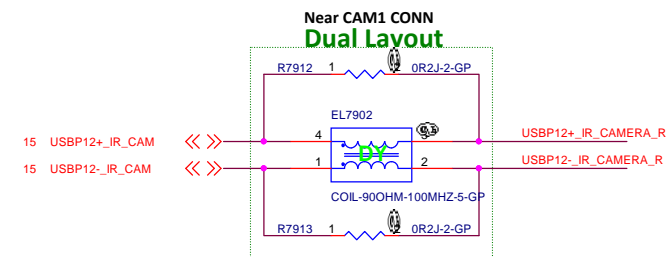 Near CAM1 CONN
Dual Layout
R7912 1 2 0R2J-2-GP
EL7902
15 USBP12+_IR_CAM 4 USBP12+_IR_CAMERA_R
DY
15 USBP12-_IR_CAM 1 2 USBP12-_IR_CAMERA_R
COIL-90OHM-100MHZ-5-GP
R7913 1 2 0R2J-2-GP